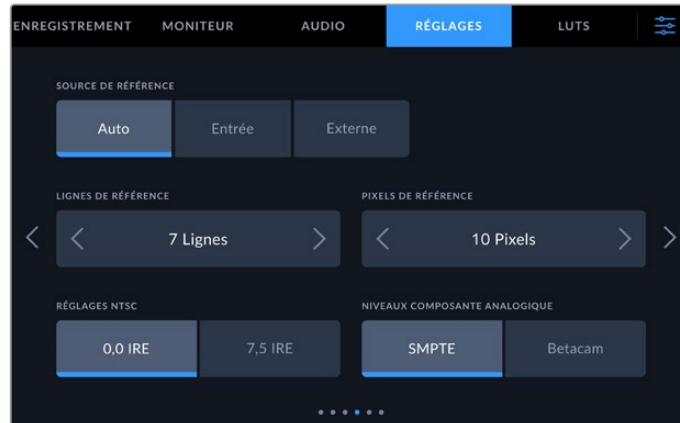 ENREGISTREMENT MONITEUR AUDIO RÉGLAGES LUTS
SOURCE DE RÉFÉRENCE
Auto Entrée Externe
LIGNES DE RÉFÉRENCE PIXELS DE RÉFÉRENCE
7 Lignes 10 Pixels
RÉGLAGES NTSC NIVEAUX COMPOSANTE ANALOGIQUE
0,0 IRE 7,5 IRE SMPTE Betacam